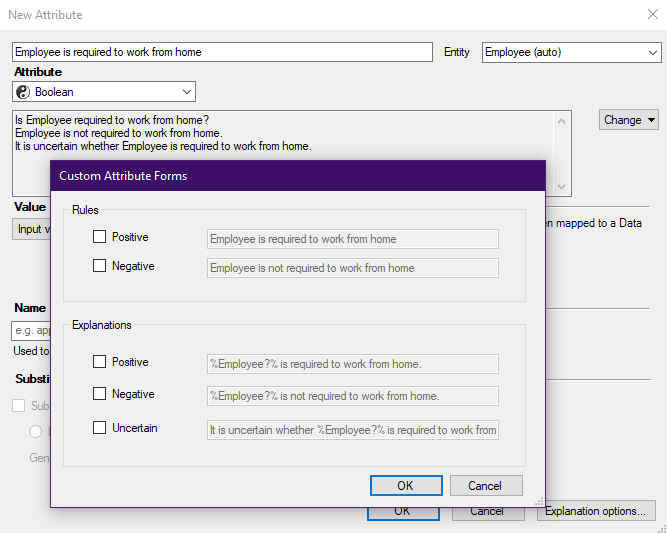 New Attribute
Employee is required to work from home
Entity
Employee (auto)
Attribute
Boolean
Is Employee required to work from home?
Employee is not required to work from home.
It is uncertain whether Employee is required to work from home.
Change
Custom Attribute Forms
Rules
Positive
Employee is required to work from home
Negative
Employee is not required to work from home
Explanations
Positive
%Employee?% is required to work from home.
Negative
%Employee?% is not required to work from home.
Uncertain
It is uncertain whether %Employee?% is required to work from
OK
Cancel
Value
Input v
mapped to a Data
Name
e.g. ap
Used to
Substit
Sub
Gen
OK
Cancel
Explanation options...